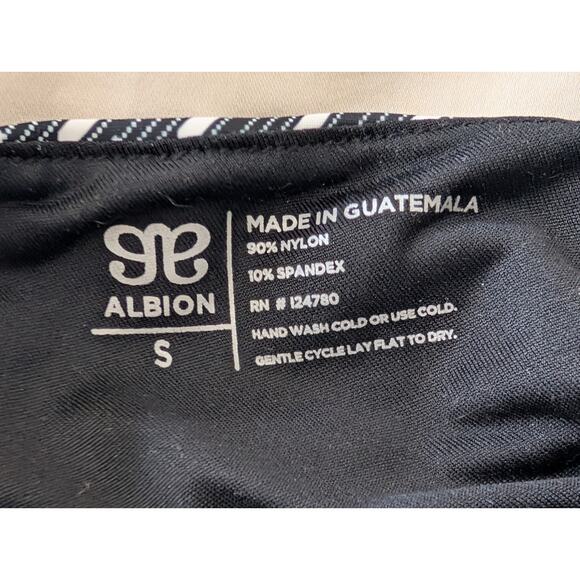 ALBION
S
MADE IN GUATEMALA
90% NYLON
10% SPANDEX
RN # 124780
HAND WASH COLD OR USE COLD.
GENTLE CYCLE LAY FLAT TO DRY.